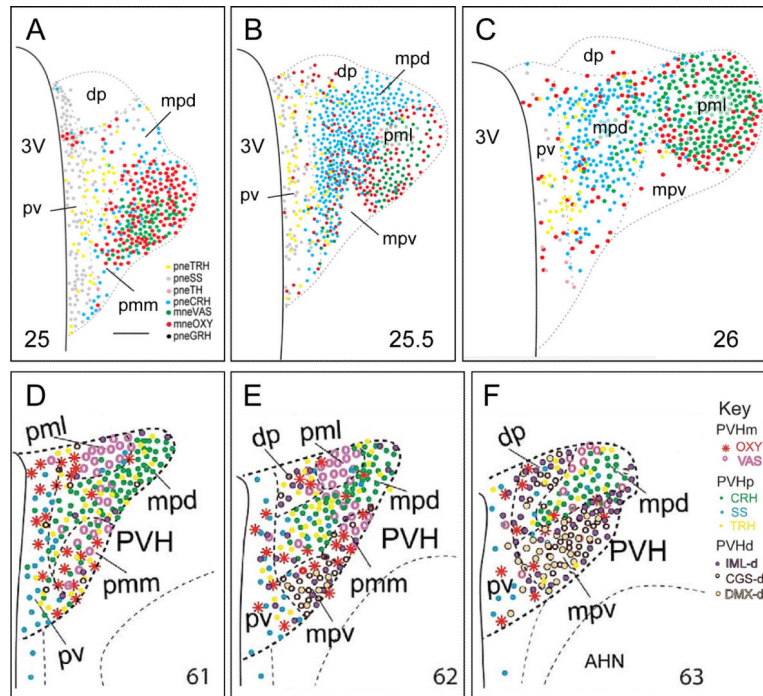 A
dp
mpd
3V
pv
pmm
pneTRH
pneSS
pneTH
pneCRH
mneVAS
mneOXY
pneGRH
25
B
dp
mpd
3V
pml
pv
mpv
25.5
C
dp
3V
mpd
pml
pv
mpv
26
D
pml
mpd
PVH
pmm
pv
61
E
dp
pml
mpd
PVH
pmm
pv
mpv
62
F
dp
mpd
PVH
pv
mpv
AHN
63
Key
PVHm
OXY
VAS
PVHp
CRH
SS
TRH
PVHd
IML-d
CGS-d
DMX-d